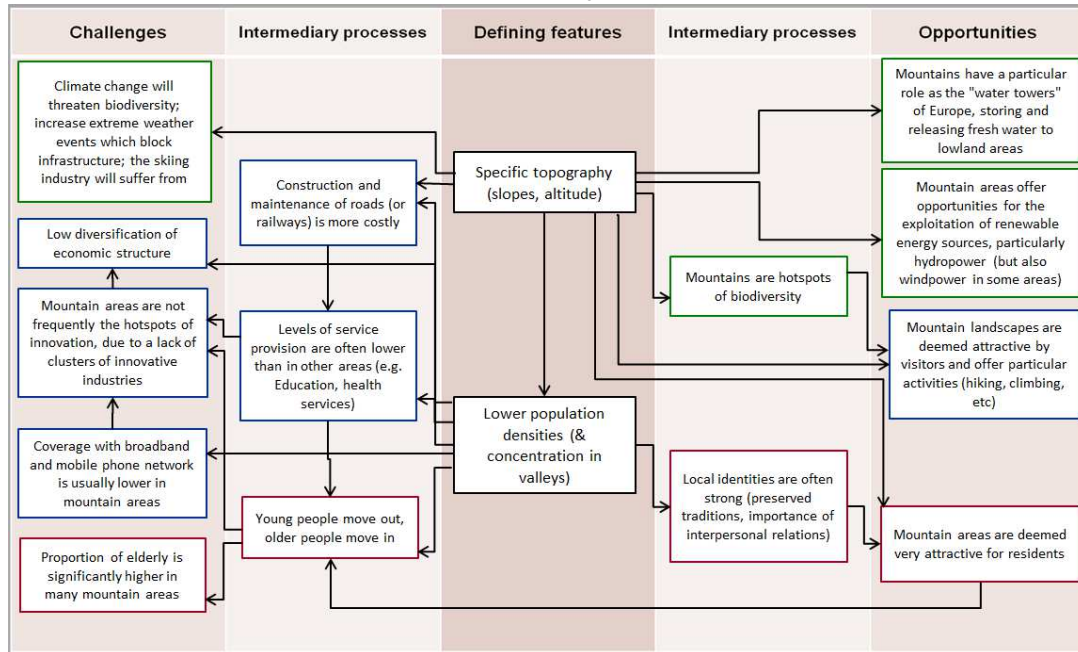 Challenges
Intermediary processes
Defining features
Intermediary processes
Opportunities
Climate change will
threaten biodiversity;
increase extreme weather
events which block
infrastructure; the skiing
industry will suffer from
Low diversification of
economic structure
Mountain areas are not
frequently the hotspots of
innovation, due to a lack of
clusters of innovative
industries
Coverage with broadband
and mobile phone network
is usually lower in
mountain areas
Proportion of elderly is
significantly higher in
many mountain areas
Construction and
maintenance of roads (or
railways) is more costly
Levels of service
provision are often lower
than in other areas (e.g.
Education, health
services)
Young people move out,
older people move in
Specific topography
(slopes, altitude)
Lower population
densities (&
concentration in
valleys)
Mountains are hotspots
of biodiversity
Local identities are often
strong (preserved
traditions, importance of
interpersonal relations)
Mountains have a particular
role as the "water towers"
of Europe, storing and
releasing fresh water to
lowland areas
Mountain areas offer
opportunities for the
exploitation of renewable
energy sources, particularly
hydropower (but also
windpower in some areas)
Mountain landscapes are
deemed attractive by
visitors and offer particular
activities (hiking, climbing,
etc)
Mountain areas are deemed
very attractive for residents